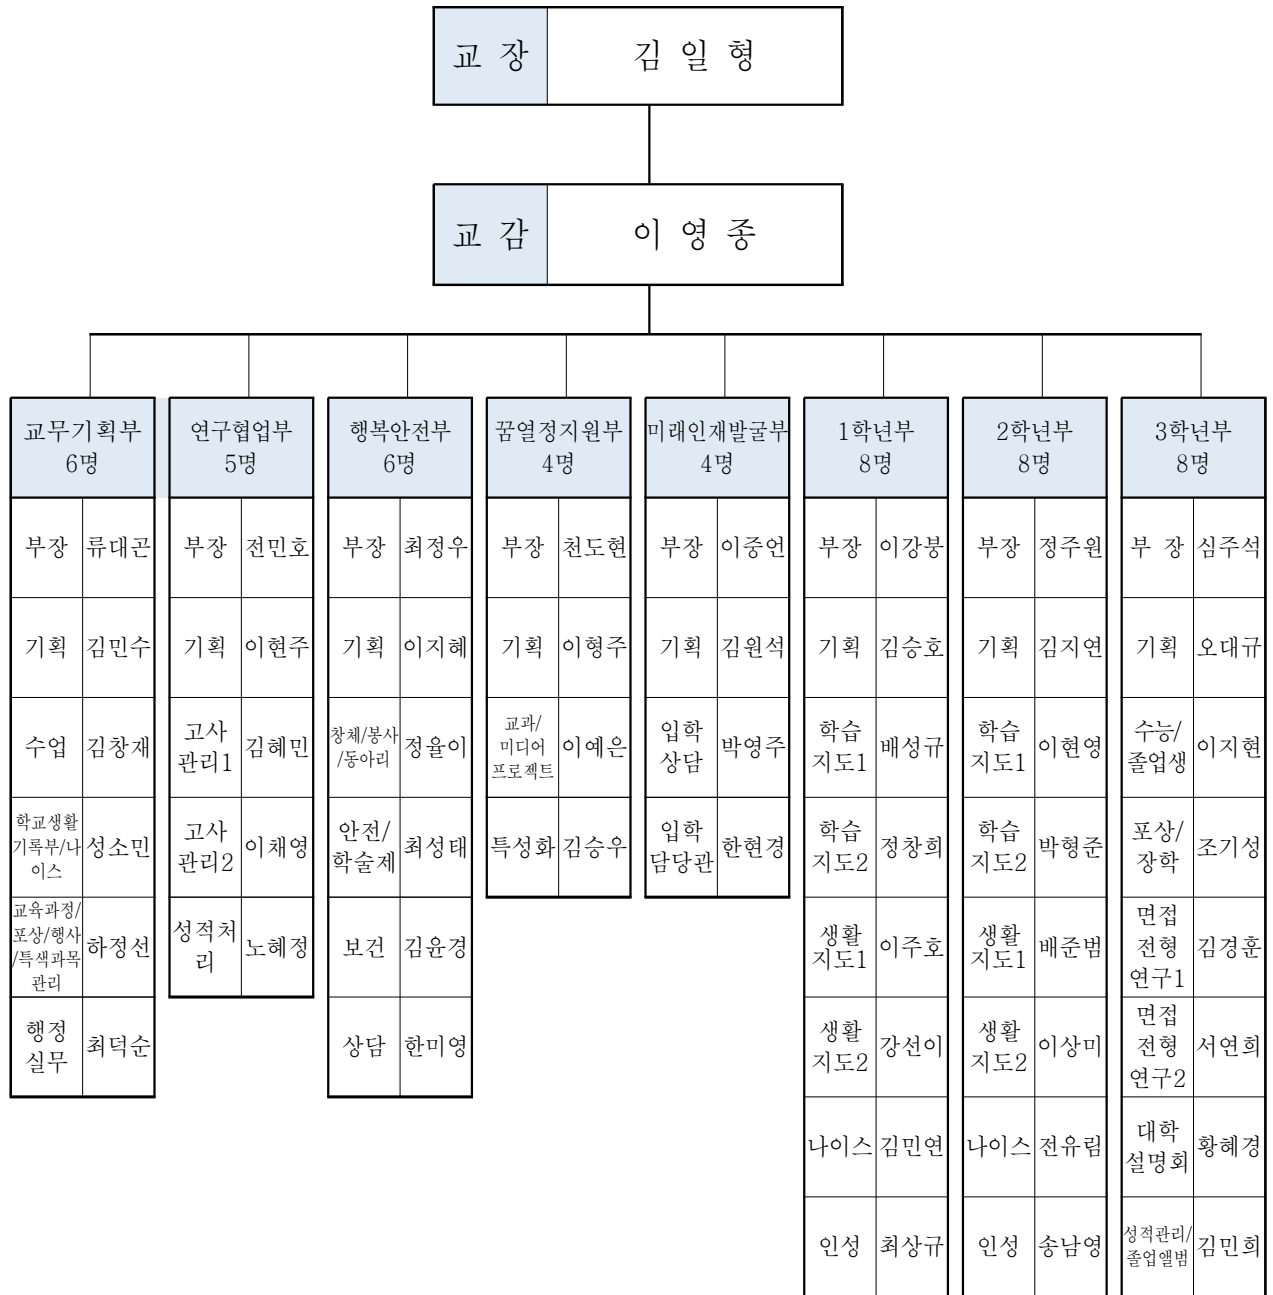 교 장 김 일 형
교 감 이 영 종
교무기획부
6명
부장 류대곤
기획 김민수
수업 김창재
학교생활
기록부/나
이스
성소민
교육과정/
포상/행사
/특색과목
관리
하정선
행정
실무
최덕순
연구협업부
5명
부장 전민호
기획 이현주
고사
관리1
김혜민
고사
관리2
이채영
성적처
리
노혜정
행복안전부
6명
부장 최정우
기획 이지혜
창체/봉사
/동아리
정율이
안전/
학술제
최성태
보건 김윤경
상담 한미영
꿈열정지원부
4명
부장 천도현
기획 이형주
교과/
미디어
프로젝트
이예은
특성화 김승우
미래인재발굴부
4명
부장 이중언
기획 김원석
입학
상담
박영주
입학
담당관
한현경
1학년부
8명
부장 이강붕
기획 김승호
학습
지도1
배성규
학습
지도2
정창희
생활
지도1
이주호
생활
지도2
강선이
나이스 김민연
인성 최상규
2학년부
8명
부장 정주원
기획 김지연
학습
지도1
이현영
학습
지도2
박형준
생활
지도1
배준범
생활
지도2
이상미
나이스 전유림
인성 송남영
3학년부
8명
부 장 심주석
기획 오대규
수능/
졸업생
이지현
포상/
장학
조기성
면접
전형
연구1
김경훈
면접
전형
연구2
서연희
대학
설명회
황혜경
성적관리/
졸업앨범
김민희